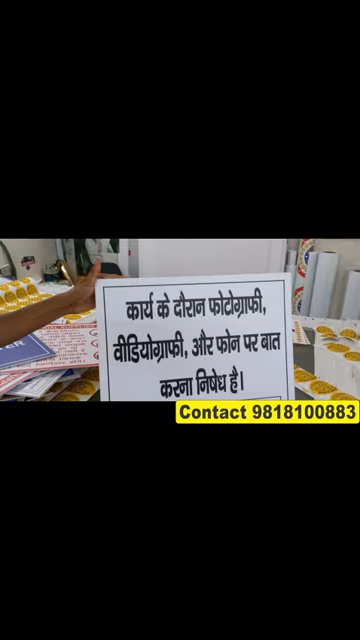 कार्य के दौरान फोटोग्राफी,
वीडियोग्राफी, और फोन पर बात
करना निषेध है।
Contact 9818100883